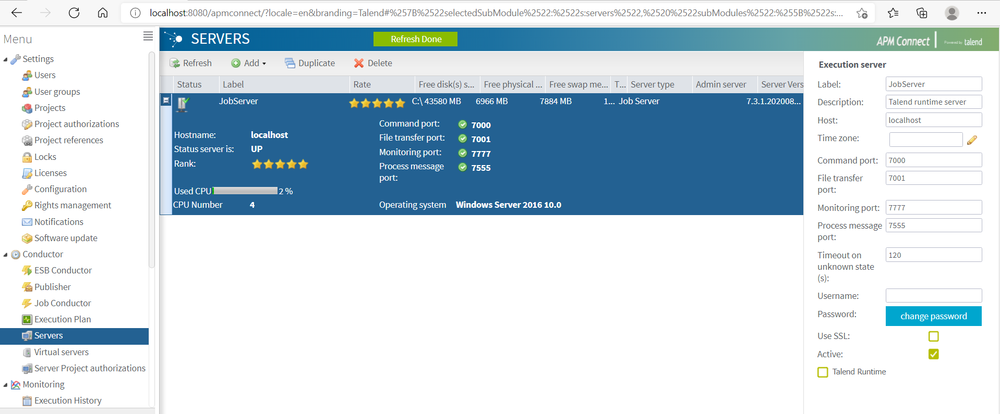 localhost:8080/apmconnect/?locale=en&branding=Talend#%257B%2522selectedSubModule%2522:%2522s:servers%2522,%2520%2522subModules%2522:%255B%2522s:...
Menu
Settings
Users
User groups
Projects
Project authorizations
Project references
Locks
Licenses
Configuration
Rights management
Notifications
Software update
Conductor
ESB Conductor
Publisher
Job Conductor
Execution Plan
Servers
Virtual servers
Server Project authorizations
Monitoring
Execution History
SERVERS
Refresh Done
APM Connect
Powered by talend
Refresh Add Duplicate Delete
Status Label Rate Free disk(s) s... Free physical ... Free swap me... T... Server type Admin server Server Vers
JobServer C:\ 43580 MB 6966 MB 7884 MB 1... Job Server 7.3.1.202008...
Hostname: localhost
Status server is: UP
Rank:
Command port: 7000
File transfer port: 7001
Monitoring port: 7777
Process message
port:
7555
Used CPU 2 %
CPU Number 4
Operating system Windows Server 2016 10.0
Execution server
Label: JobServer
Description: Talend runtime server
Host: localhost
Time zone:
Command port: 7000
File transfer
port:
7001
Monitoring port: 7777
Process message
port:
7555
Timeout on
unknown state
(s):
120
Username:
Password: change password
Use SSL:
Active:
Talend Runtime